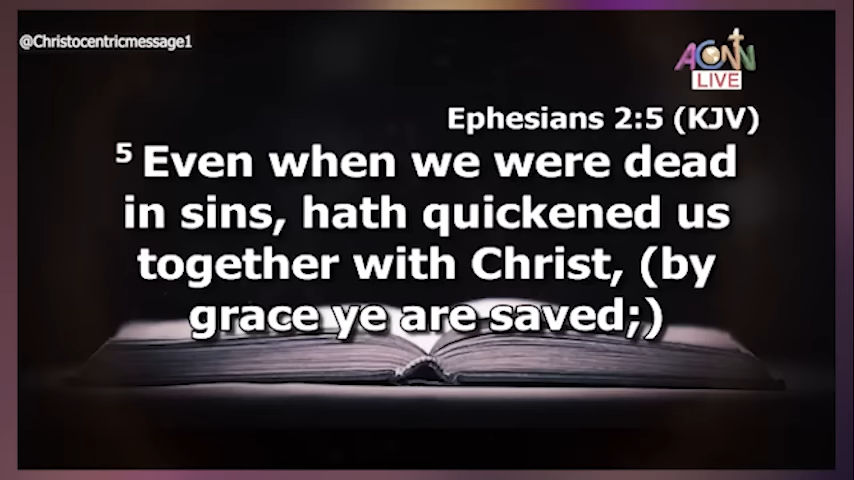 @Christocentricmessage1
ACNN
LIVE
Ephesians 2:5 (KJV)
5 Even when we were dead
in sins, hath quickened us
together with Christ, (by
grace ye are saved;)